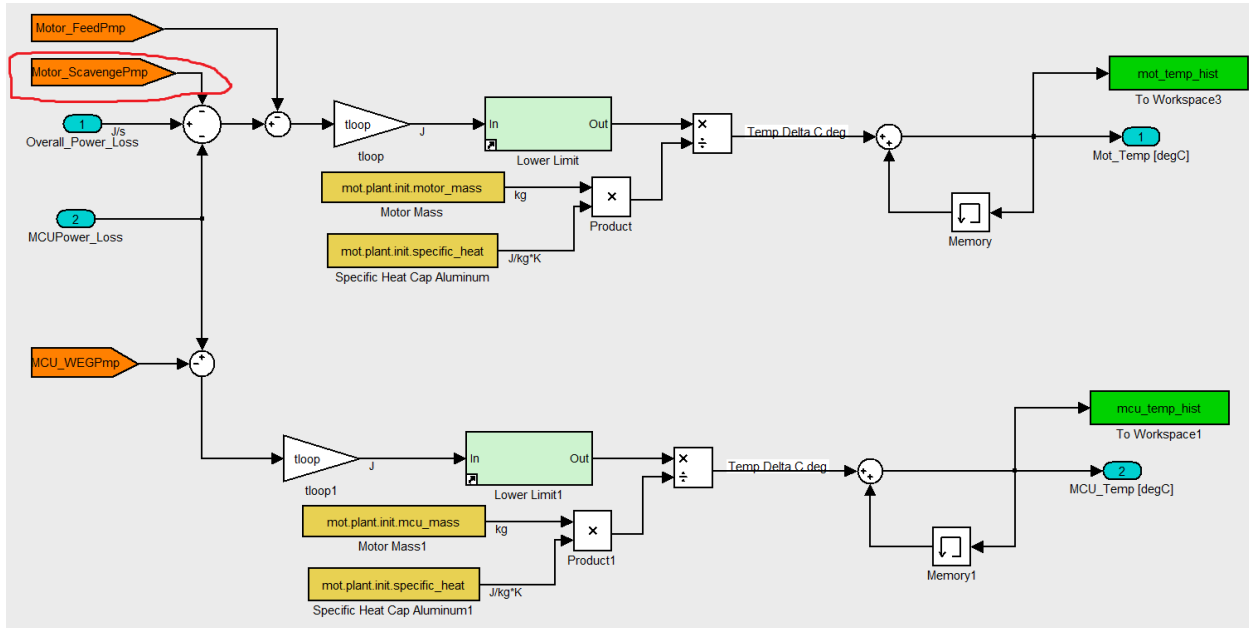 Motor_FeedPmp
Motor_ScavengePmp
1
J/s
Overall_Power_Loss
2
MCUPower_Loss
tloop
tloop
J
In
Out
Lower Limit
mot.plant.init.motor_mass
kg
Motor Mass
mot.plant.init.specific_heat
J/kg*K
Specific Heat Cap Aluminum
×
Product
×
÷
Temp Delta C deg
Memory
mot_temp_hist
To Workspace3
1
Mot_Temp [degC]
MCU_WEGPmp
tloop
tloop1
J
In
Out
Lower Limit1
mot.plant.init.mcu_mass
kg
Motor Mass1
mot.plant.init.specific_heat
J/kg*K
Specific Heat Cap Aluminum1
×
Product1
×
÷
Temp Delta C deg
Memory1
mcu_temp_hist
To Workspace1
2
MCU_Temp [degC]